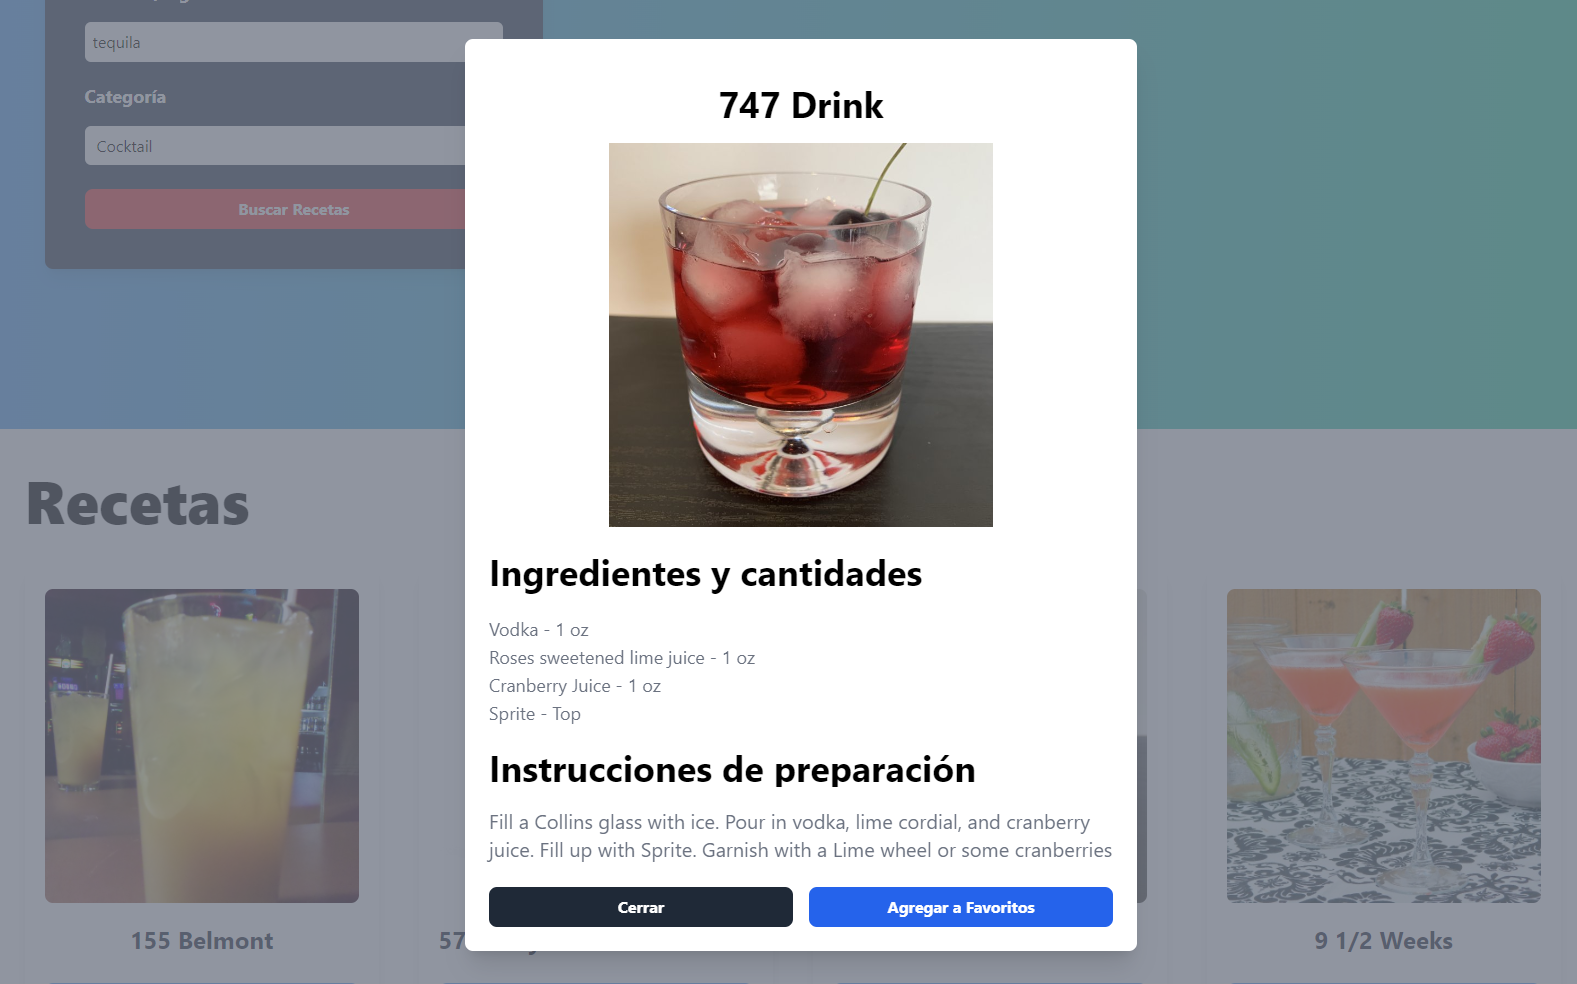 tequila
Categoría
Cocktail
Buscar Recetas
747 Drink
Ingredientes y cantidades
Vodka - 1 oz
Roses sweetened lime juice - 1 oz
Cranberry Juice - 1 oz
Sprite - Top
Instrucciones de preparación
Fill a Collins glass with ice. Pour in vodka, lime cordial, and cranberry
juice. Fill up with Sprite. Garnish with a Lime wheel or some cranberries
Cerrar
Agregar a Favoritos
Recetas
155 Belmont
57
9 1/2 Weeks